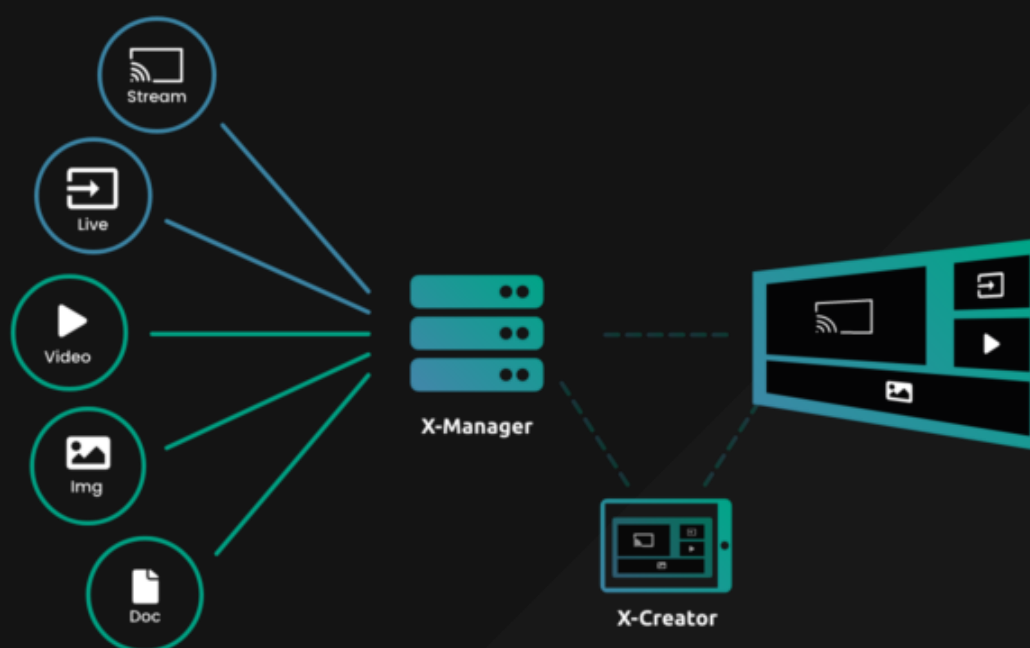 Stream
Live
Video
Img
Doc
X-Manager
X-Creator